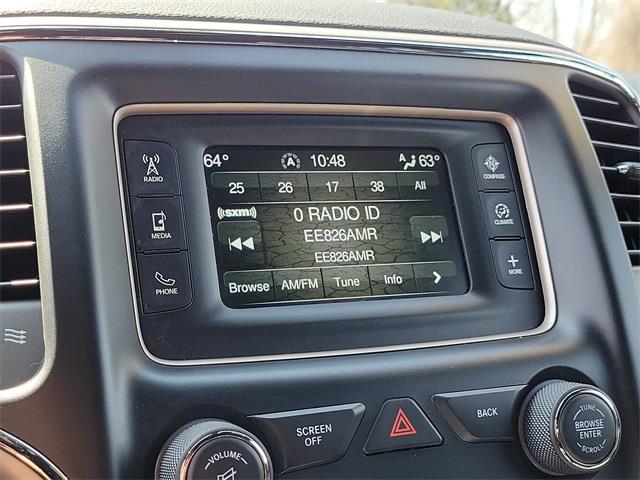 64° A 10:48 A 63°
25 26 17 38 All
((sxm)) 0 RADIO ID
EE826AMR
EE826AMR
Browse AM/FM Tune Info
RADIO
MEDIA
PHONE
N
COMPASS
CLIMATE
+
MORE
VOLUME
SCREEN
OFF
BACK
TUNE
BROWSE
ENTER
SCROLL